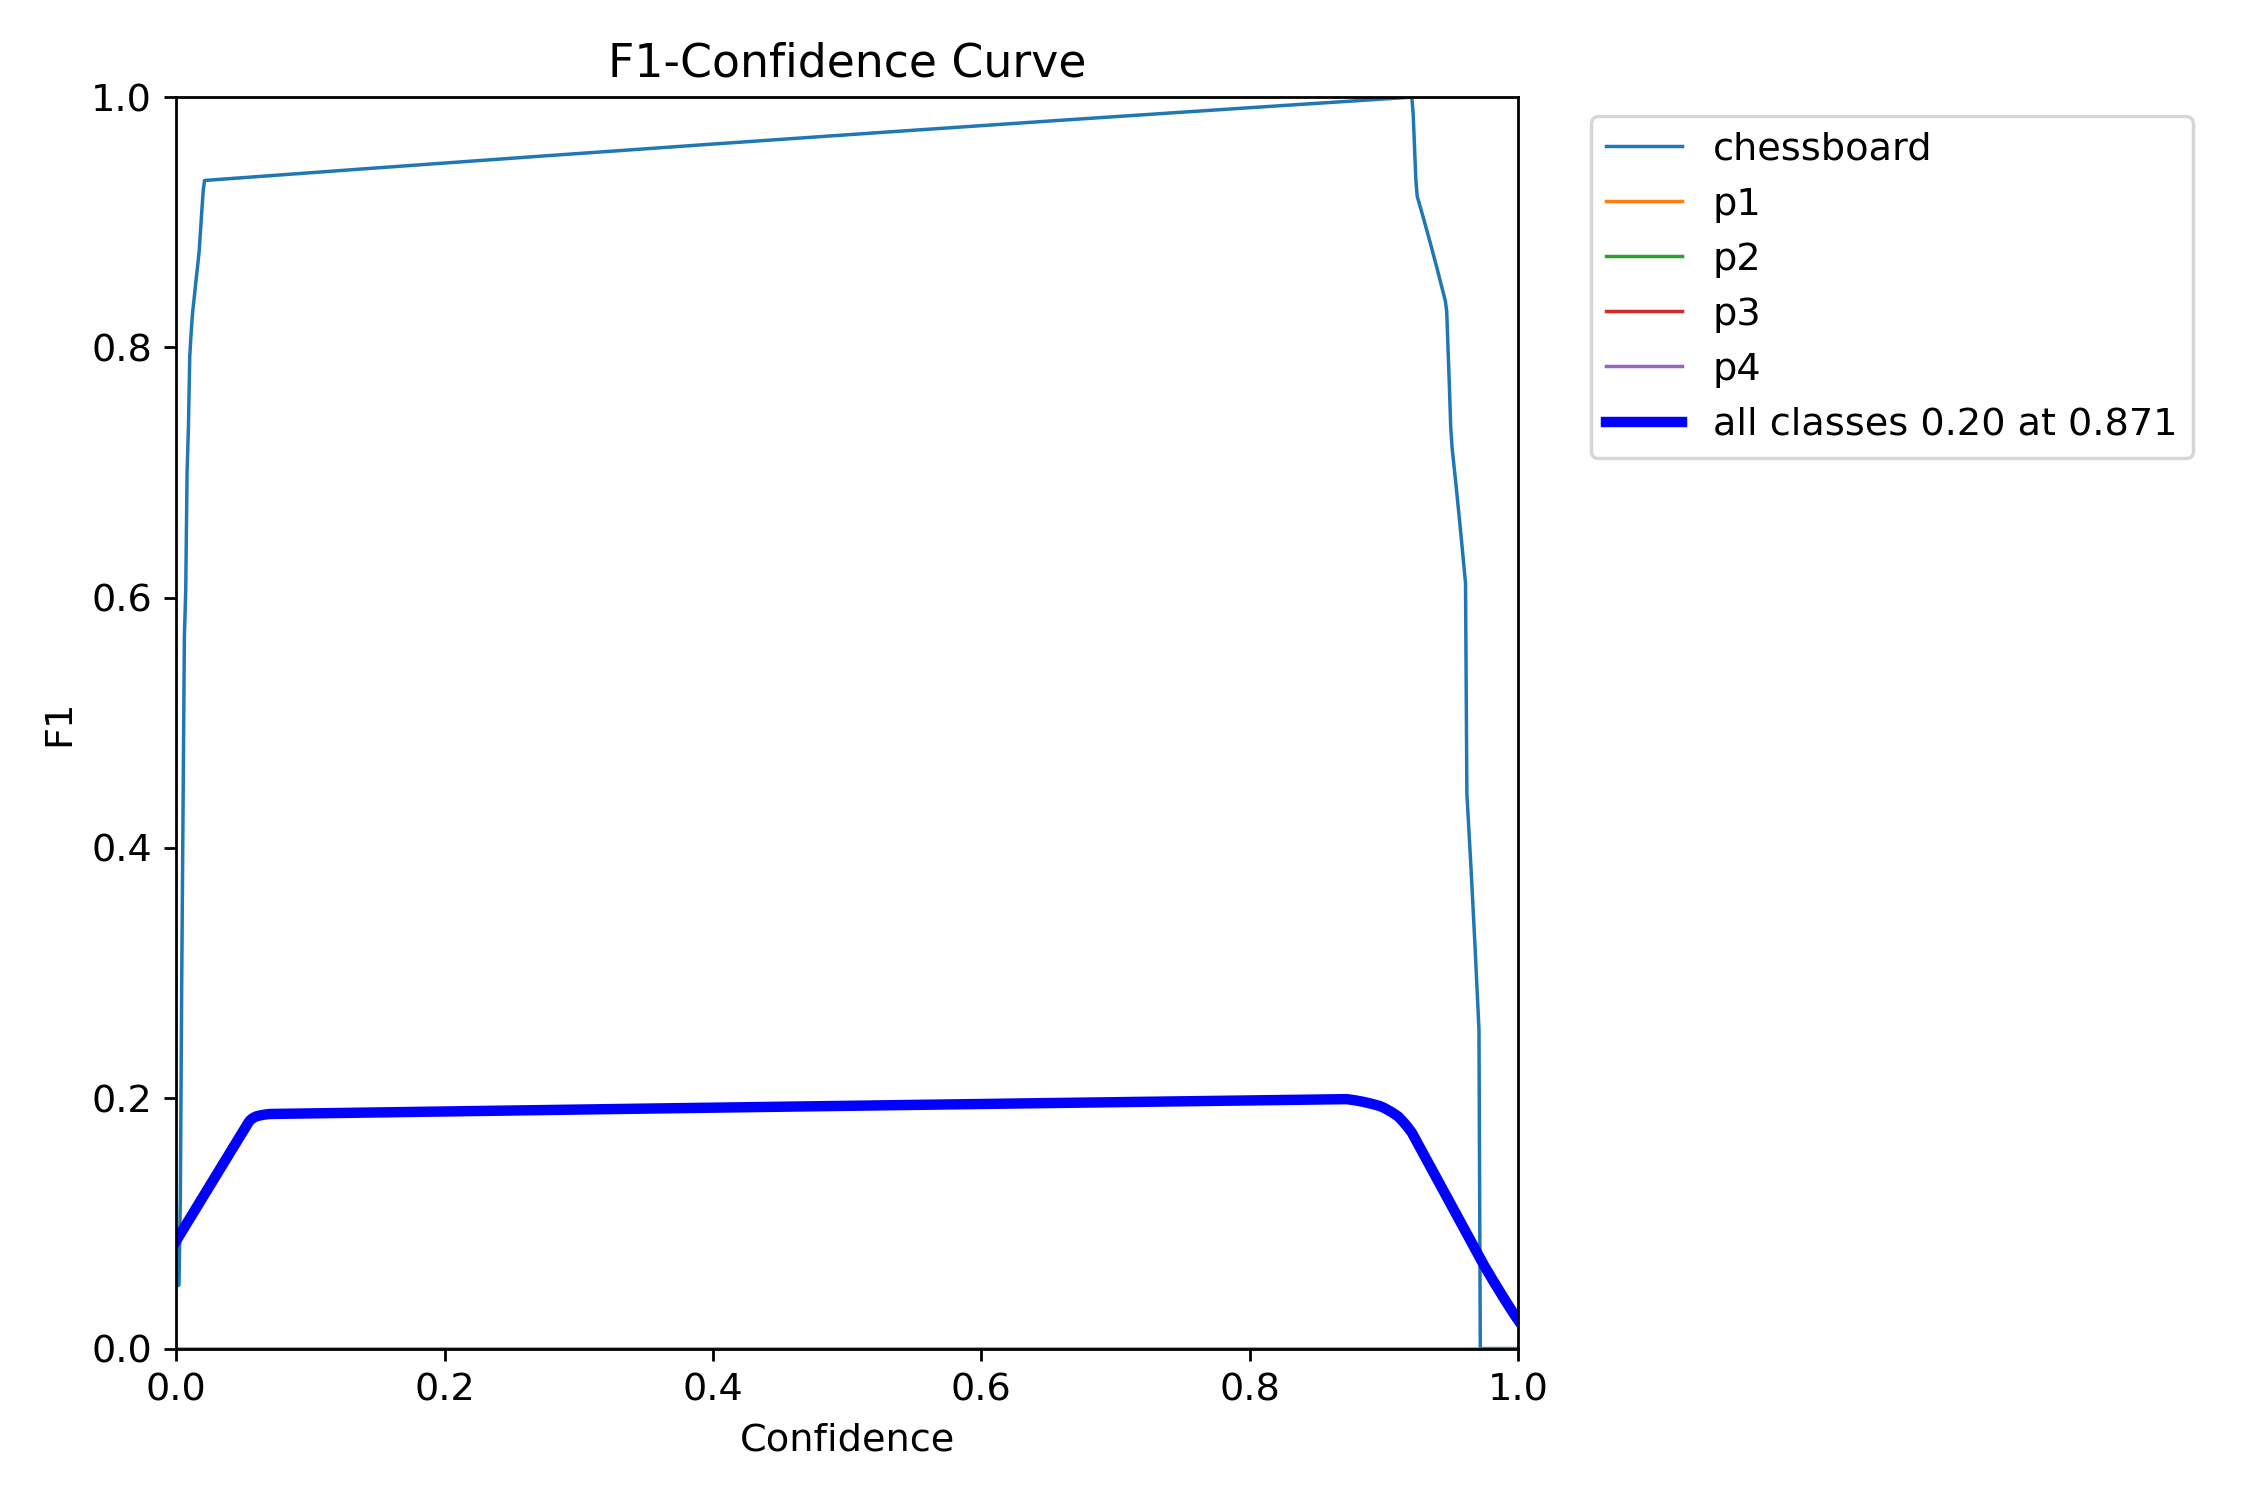 F1-Confidence Curve
1.0
0.8
0.6
0.4
0.2
0.0
F1
0.0 0.2 0.4 0.6 0.8 1.0
Confidence
chessboard
p1
p2
p3
p4
all classes 0.20 at 0.871